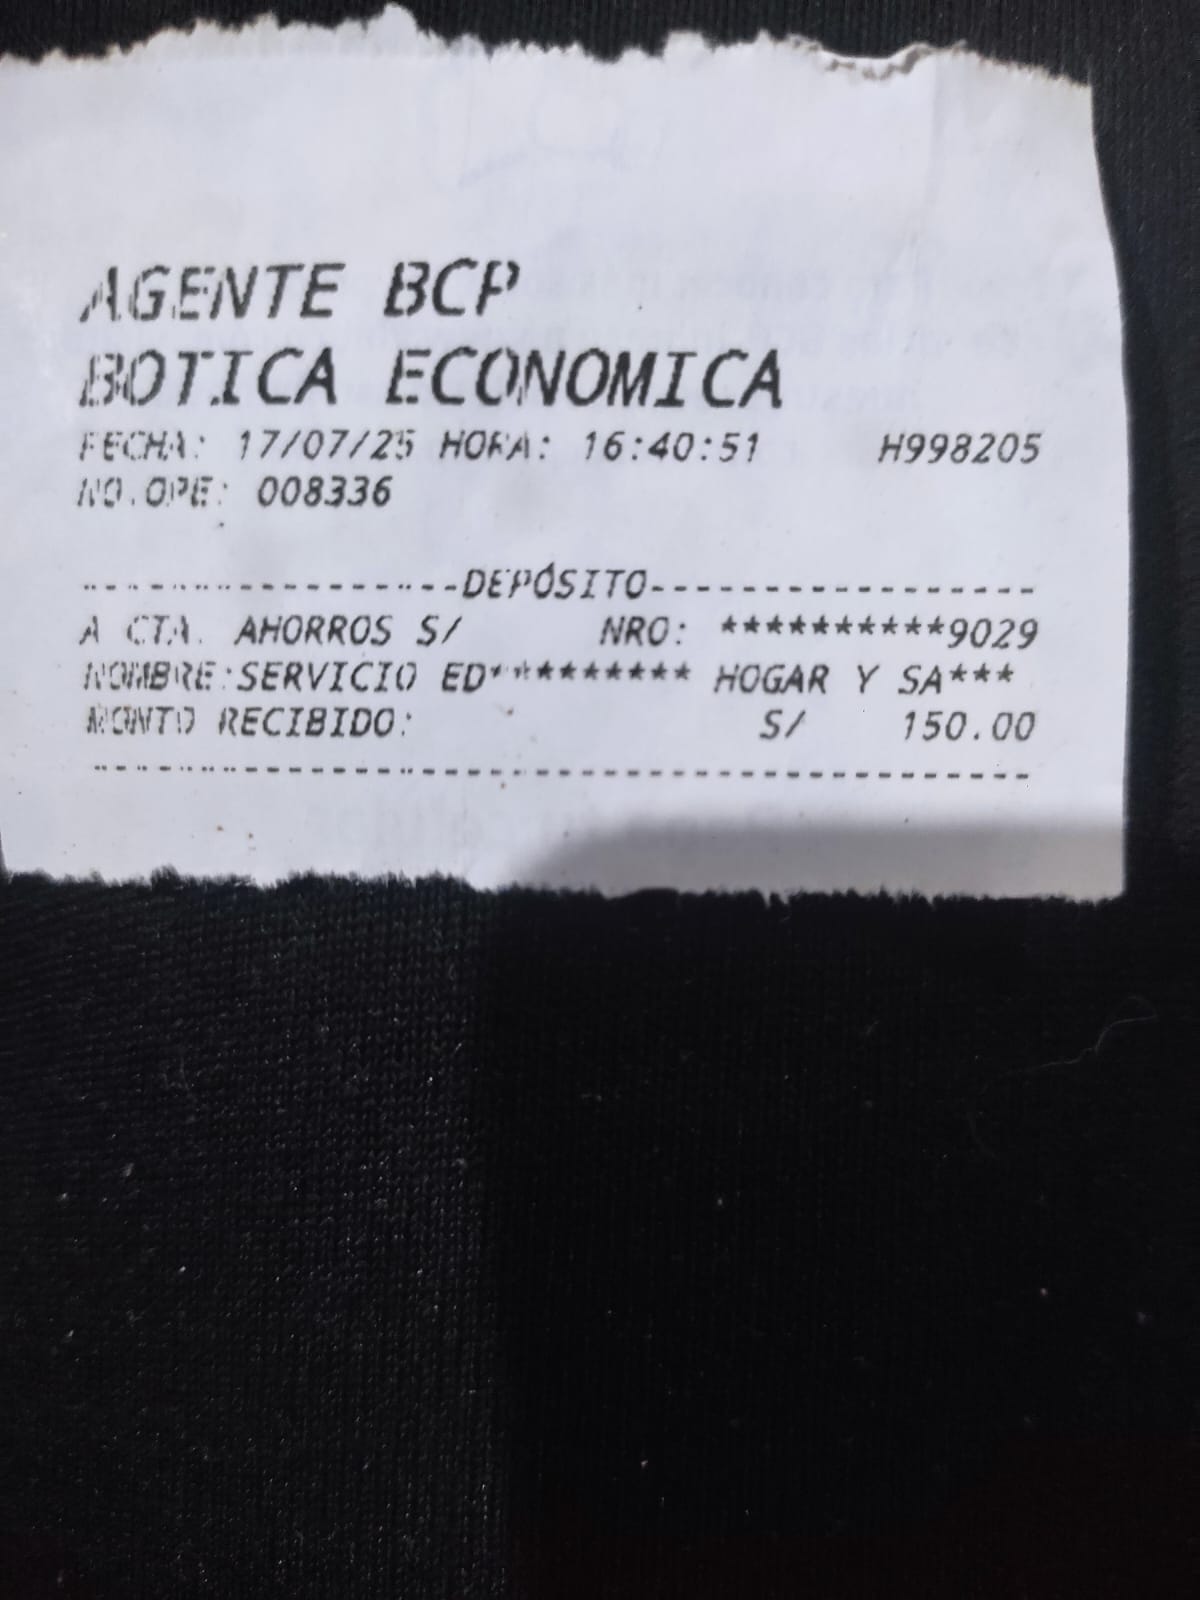 AGENTE BCP
BOTICA ECONOMICA
FECHA: 17/07/25 HORA: 16:40:51 H998205
NO.OPE: 008336
------------------DEPÓSITO------------------
A CTA. AHORROS S/ NRO: **********9029
NOMBRE:SERVICIO ED********** HOGAR Y SA***
MONTO RECIBIDO: S/ 150.00
--------------------------------------------